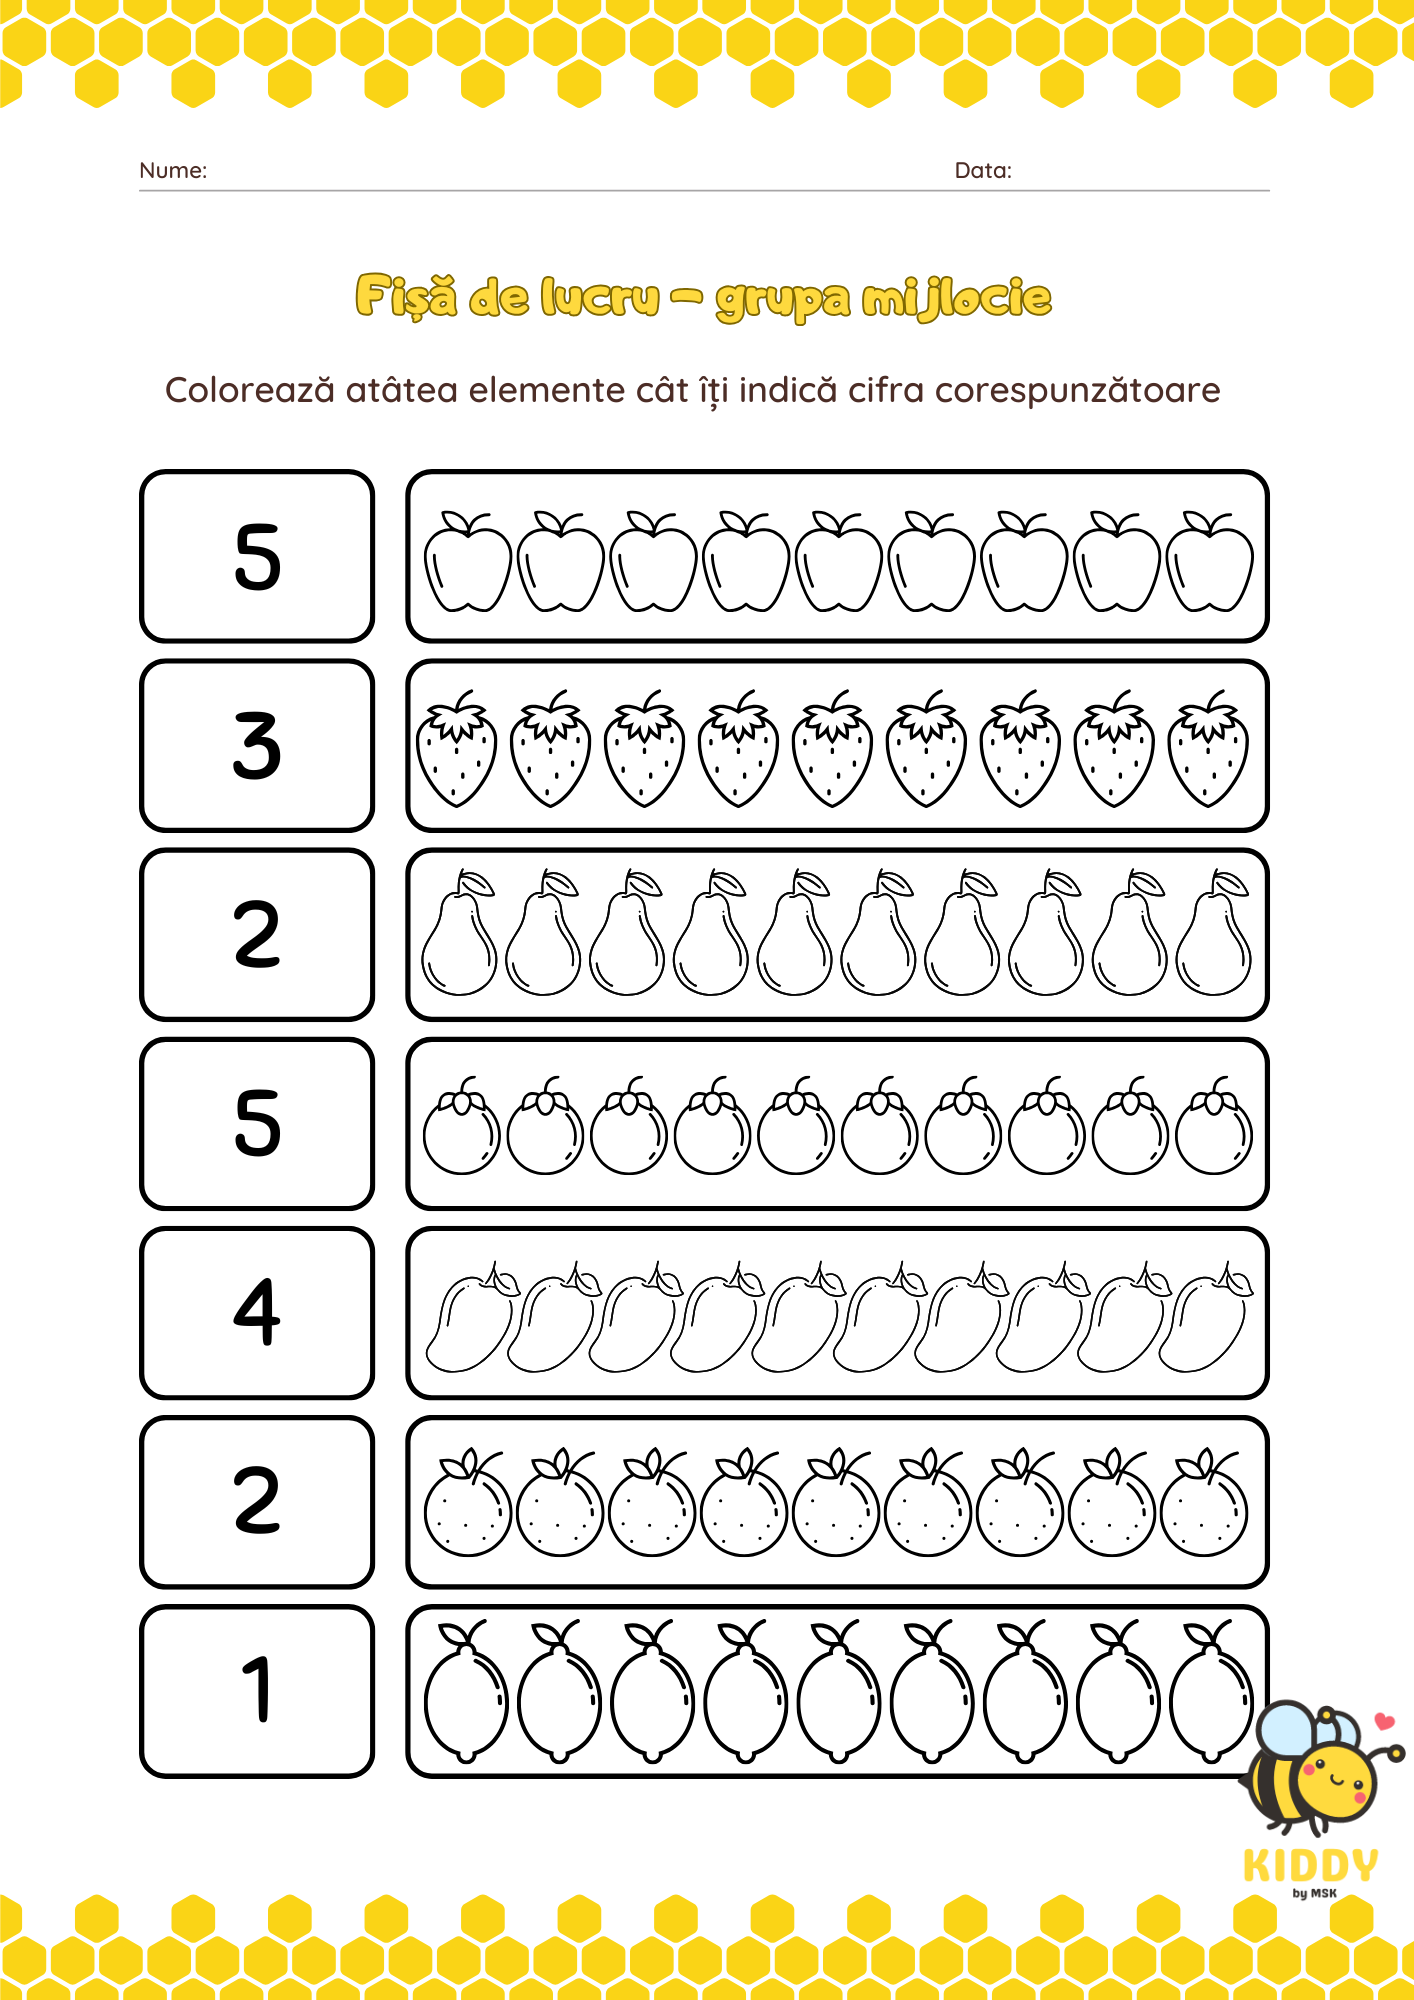 Nume: Data:
Fișă de lucru - grupa mijlocie
Colorează atâtea elemente cât îți indică cifra corespunzătoare
5
3
2
5
4
2
1
KIDDY
by MSK